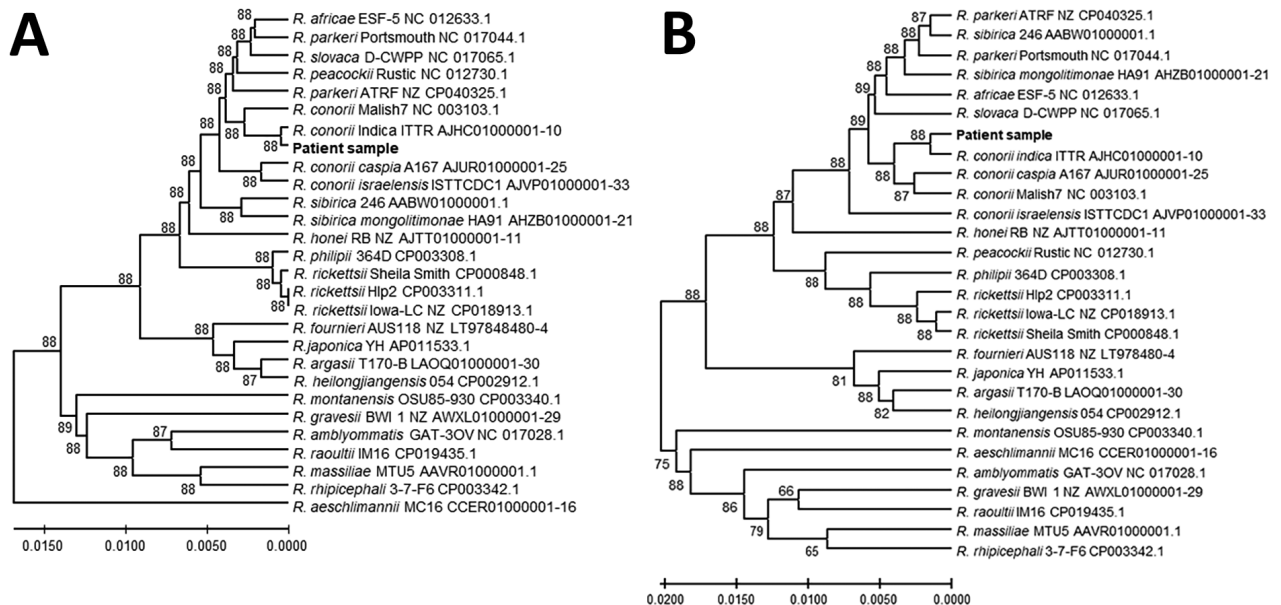 A
88
R. africae ESF-5 NC 012633.1
88
R. parkeri Portsmouth NC 017044.1
88
R. slovaca D-CWPP NC 017065.1
88
R. peacockii Rustic NC 012730.1
88
R. parkeri ATRF NZ CP040325.1
R. conorii Malish7 NC 003103.1
88
88
R. conorii Indica ITTR AJHC01000001-10
88
Patient sample
88
R. conorii caspia A167 AJUR01000001-25
88
R. conorii israelensis ISTTCDC1 AJVP01000001-33
88
R. sibirica 246 AABW01000001.1
88
R. sibirica mongolitimonae HA91 AHZB01000001-21
88
R. honei RB NZ AJTT01000001-11
88
R. philipii 364D CP003308.1
88
R. rickettsii Sheila Smith CP000848.1
88
R. rickettsii Hlp2 CP003311.1
88
R. rickettsii Iowa-LC NZ CP018913.1
88
R. fournieri AUS118 NZ LT97848480-4
88
R. japonica YH AP011533.1
88
R. argasii T170-B LAOQ01000001-30
87
R. heilongjiangensis 054 CP002912.1
R. montanensis OSU85-930 CP003340.1
89
R. gravesii BWI 1 NZ AWXL01000001-29
88
87
R. amblyommatis GAT-3OV NC 017028.1
R. raoultii IM16 CP019435.1
88
R. massiliae MTU5 AAVR01000001.1
88
R. rhipicephali 3-7-F6 CP003342.1
R. aeschlimannii MC16 CCER01000001-16
0.0150 0.0100 0.0050 0.0000
B
87
R. parkeri ATRF NZ CP040325.1
88
R. sibirica 246 AABW01000001.1
88
R. parkeri Portsmouth NC 017044.1
88
R. sibirica mongolitimonae HA91 AHZB01000001-21
89
R. africae ESF-5 NC 012633.1
89
R. slovaca D-CWPP NC 017065.1
88
Patient sample
88
R. conorii indica ITTR AJHC01000001-10
88
R. conorii caspia A167 AJUR01000001-25
87
R. conorii Malish7 NC 003103.1
87
R. conorii israelensis ISTTCDC1 AJVP01000001-33
88
R. honei RB NZ AJTT01000001-11
R. peacockii Rustic NC 012730.1
88
R. philipii 364D CP003308.1
88
88
R. rickettsii Hlp2 CP003311.1
88
R. rickettsii Iowa-LC NZ CP018913.1
88
R. rickettsii Sheila Smith CP000848.1
R. fournieri AUS118 NZ LT978480-4
81
R. japonica YH AP011533.1
88
R. argasii T170-B LAOQ01000001-30
82
R. heilongjiangensis 054 CP002912.1
R. montanensis OSU85-930 CP003340.1
75
R. aeschlimannii MC16 CCER01000001-16
88
R. amblyommatis GAT-3OV NC 017028.1
86
66
R. gravesii BWI 1 NZ AWXL01000001-29
R. raoultii IM16 CP019435.1
79
R. massiliae MTU5 AAVR01000001.1
65
R. rhipicephali 3-7-F6 CP003342.1
0.0200 0.0150 0.0100 0.0050 0.0000